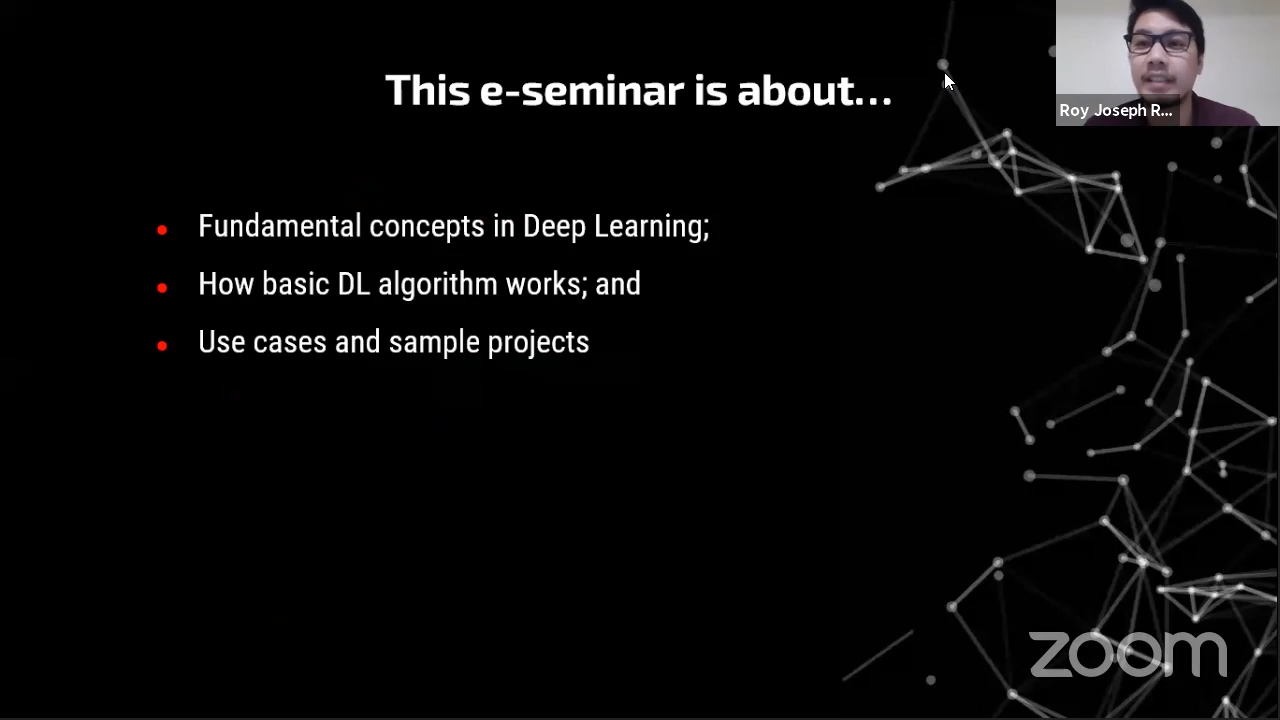 This e-seminar is about...
Roy Joseph R...
Fundamental concepts in Deep Learning;
How basic DL algorithm works; and
Use cases and sample projects
zoom